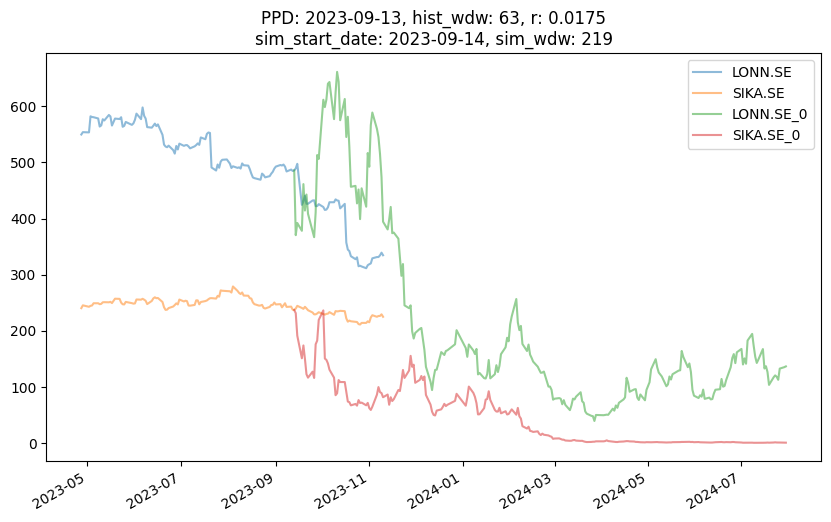 PPD: 2023-09-13, hist_wdw: 63, r: 0.0175
sim_start_date: 2023-09-14, sim_wdw: 219
LONN.SE
SIKA.SE
LONN.SE_0
SIKA.SE_0
600
500
400
300
200
100
0
2023-05
2023-07
2023-09
2023-11
2024-01
2024-03
2024-05
2024-07